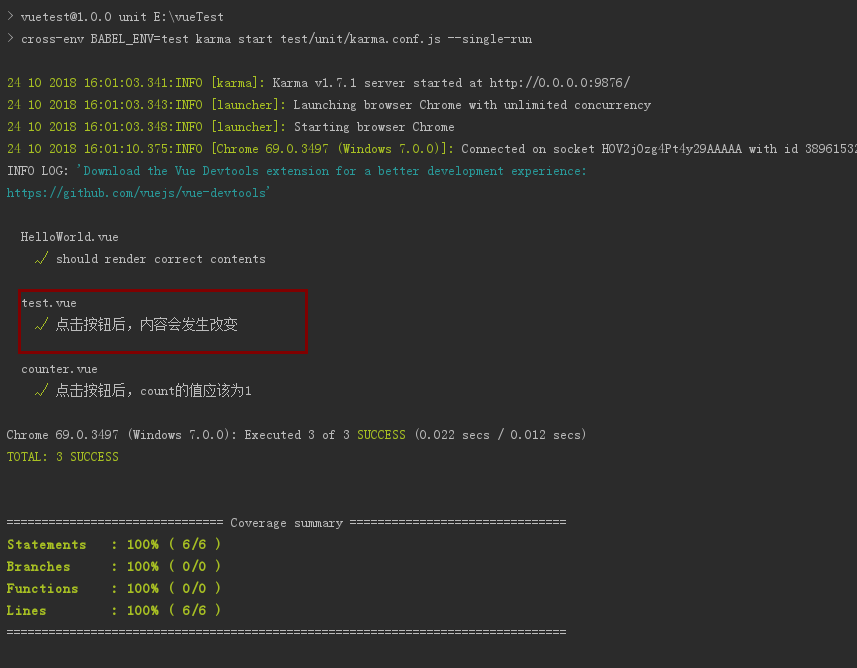 > vuetest@1.0.0 unit E:\vueTest
> cross-env BABEL_ENV=test karma start test/unit/karma.conf.js --single-run
24 10 2018 16:01:03.341:INFO [karma]: Karma v1.7.1 server started at http://0.0.0.0:9876/
24 10 2018 16:01:03.343:INFO [launcher]: Launching browser Chrome with unlimited concurrency
24 10 2018 16:01:03.348:INFO [launcher]: Starting browser Chrome
24 10 2018 16:01:10.375:INFO [Chrome 69.0.3497 (Windows 7.0.0)]: Connected on socket HOV2jOzg4Pt4y29AAAAA with id 3896153
INFO LOG: 'Download the Vue Devtools extension for a better development experience:
https://github.com/vuejs/vue-devtools'
HelloWorld.vue
√ should render correct contents
test.vue
√ 点击按钮后，内容会发生改变
counter.vue
√ 点击按钮后，count的值应该为1
Chrome 69.0.3497 (Windows 7.0.0): Executed 3 of 3 SUCCESS (0.022 secs / 0.012 secs)
TOTAL: 3 SUCCESS
=============================== Coverage summary ===============================
Statements : 100% ( 6/6 )
Branches : 100% ( 0/0 )
Functions : 100% ( 0/0 )
Lines : 100% ( 6/6 )
================================================================================